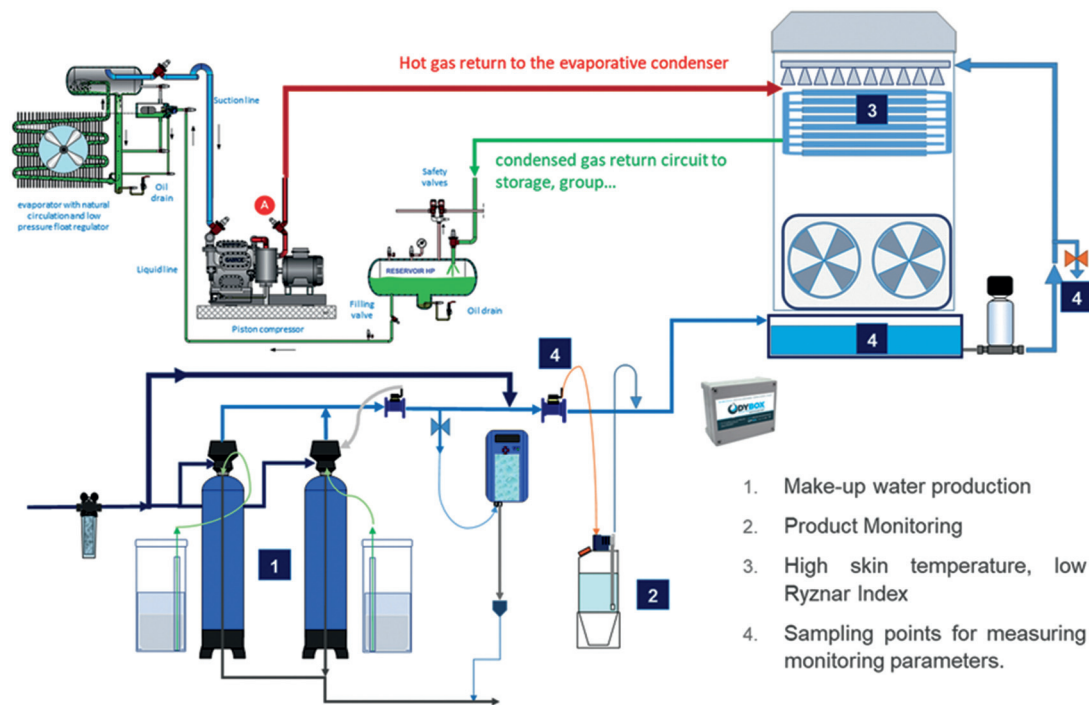 Hot gas return to the evaporative condenser
Suction line
3
condensed gas return circuit to
storage, group...
Safety
valves
Oil
drain
evaporator with natural
circulation and low
pressure float regulator
A
Liquid line
RESERVOIR HP
Filling
valve
Oil drain
Piston compressor
4
4
4
DYBOX
1
2
1. Make-up water production
2. Product Monitoring
3. High skin temperature, low
Ryznar Index
4. Sampling points for measuring
monitoring parameters.